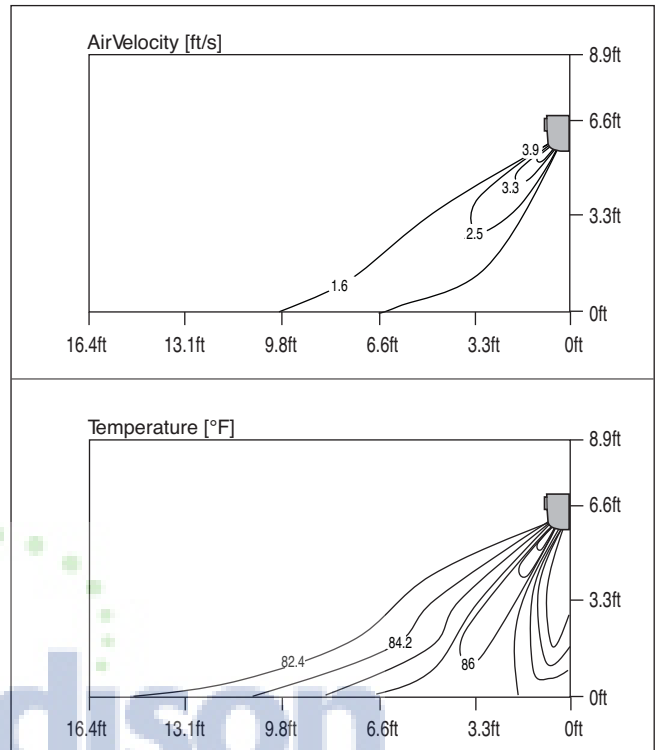 AirVelocity [ft/s]
8.9ft
6.6ft
3.9
3.3
3.3ft
2.5
1.6
0ft
16.4ft 13.1ft 9.8ft 6.6ft 3.3ft 0ft
Temperature [°F]
8.9ft
6.6ft
3.3ft
84.2
82.4
86
0ft
16.4ft 13.1ft 9.8ft 6.6ft 3.3ft 0ft
dison